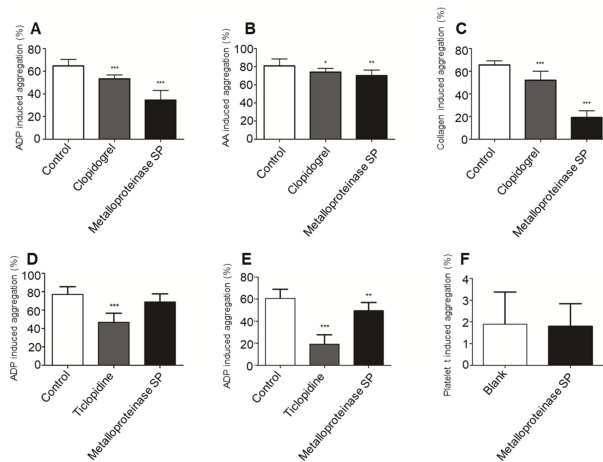 A
ADP induced aggregation (%)
80
60
40
20
0
***
***
Control
Clopidogrel
Metalloproteinase SP
B
AA induced aggregation (%)
100
80
60
40
20
0
*
**
Control
Clopidogrel
Metalloproteinase SP
C
Collagen induced aggregation (%)
80
60
40
20
0
***
***
Control
Clopidogrel
Metalloproteinase SP
D
ADP induced aggregation (%)
100
80
60
40
20
0
***
Control
Ticlopidine
Metalloproteinase SP
E
ADP induced aggregation (%)
80
60
40
20
0
***
**
Control
Ticlopidine
Metalloproteinase SP
F
Platelet t induced aggregation (%)
4
3
2
1
0
Blank
Metalloproteinase SP